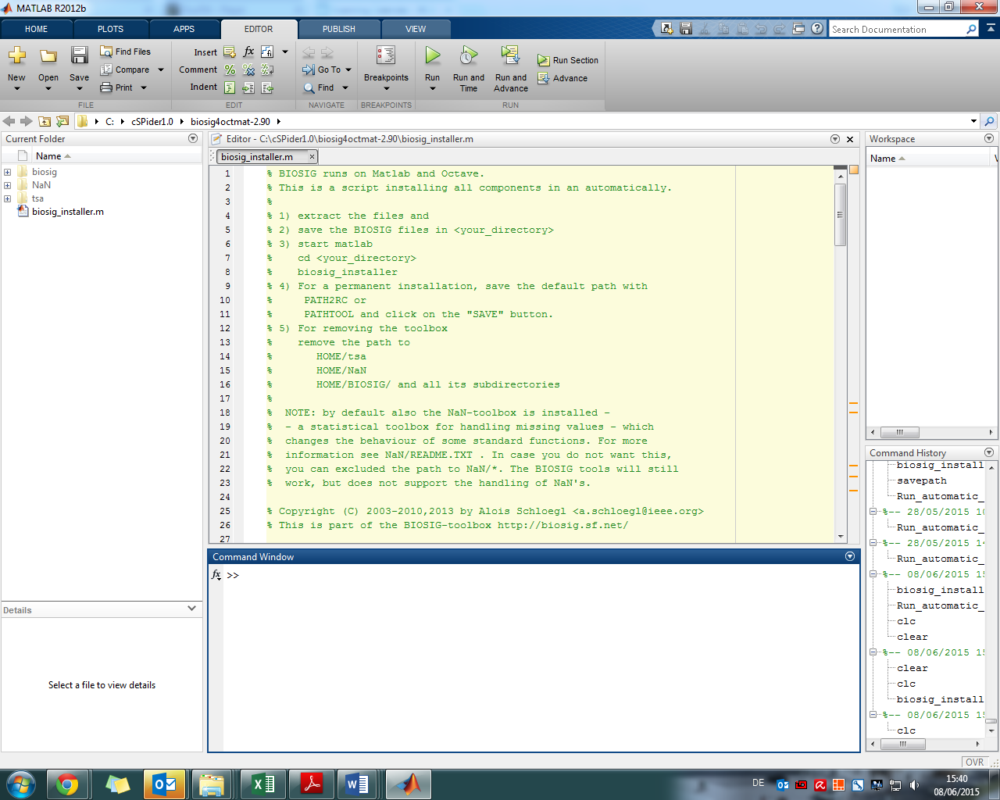 MATLAB R2012b
HOME PLOTS APPS EDITOR PUBLISH VIEW
Search Documentation
New Open Save
Find Files
Compare
Print
Insert
Comment
Indent
Go To
Find
Breakpoints
Run Run and Time Run and Advance
Run Section
Advance
FILE EDIT NAVIGATE BREAKPOINTS RUN
C: cSPider1.0 biosig4octmat-2.90
Current Folder
Name
biosig
NaN
tsa
biosig_installer.m
Details
Select a file to view details
Editor - C:\cSPider1.0\biosig4octmat-2.90\biosig_installer.m
biosig_installer.m
1 % BIOSIG runs on Matlab and Octave.
2 % This is a script installing all components in an automatically.
3 %
4 % 1) extract the files and
5 % 2) save the BIOSIG files in <your_directory>
6 % 3) start matlab
7 % cd <your_directory>
8 % biosig_installer
9 % 4) For a permanent installation, save the default path with
10 % PATH2RC or
11 % PATHTOOL and click on the "SAVE" button.
12 % 5) For removing the toolbox
13 % remove the path to
14 % HOME/tsa
15 % HOME/NaN
16 % HOME/BIOSIG/ and all its subdirectories
17 %
18 % NOTE: by default also the NaN-toolbox is installed -
19 % - a statistical toolbox for handling missing values - which
20 % changes the behaviour of some standard functions. For more
21 % information see NaN/README.TXT . In case you do not want this,
22 % you can excluded the path to NaN/*. The BIOSIG tools will still
23 % work, but does not support the handling of NaN's.
24
25 % Copyright (C) 2003-2010,2013 by Alois Schloegl <a.schloegl@ieee.org>
26 % This is part of the BIOSIG-toolbox http://biosig.sf.net/
27
Command Window
fx >>
Workspace
Name
Command History
biosig_install
savepath
Run_automatic_
%-- 28/05/2015 10
Run_automatic_
%-- 28/05/2015 14
Run_automatic_
%-- 08/06/2015 15
biosig_install
Run_automatic_
clc
clear
%-- 08/06/2015 15
clear
clc
biosig_install
%-- 08/06/2015 15
clc
OVR
DE
15:40
08/06/2015